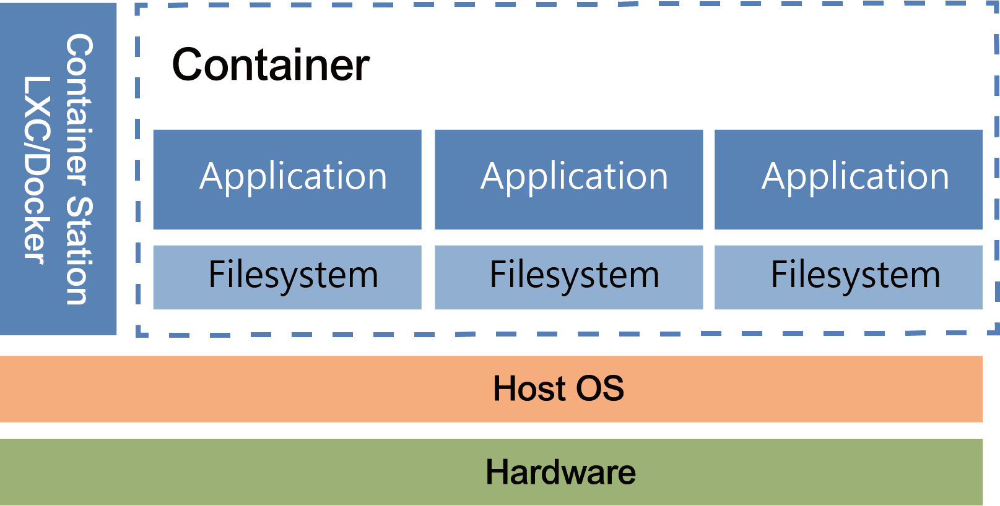 Container Station
LXC/Docker
Container
Application
Application
Application
Filesystem
Filesystem
Filesystem
Host OS
Hardware